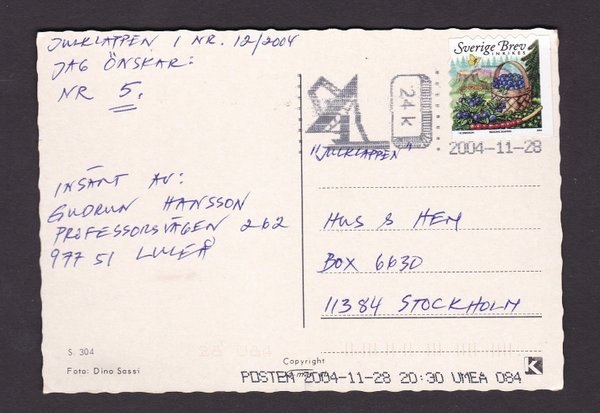 JULKLAPPEN I NR. 12/2004
JAG ÖNSKAR:
NR 5.
INSÄNT AV:
GUDRUN HANSSON
PROFESSORSVÄGEN 262
977 51 LULEÅ
S. 304
Foto: Dino Sassi
Sverige Brev
INRIKES
24 k
2004-11-28
"JULKLAPPEN"
HUS & HEM
BOX 6630
11384 STOCKHOLM
Copyright
K
POSTEN 2004-11-28 20:30 UMEA 084